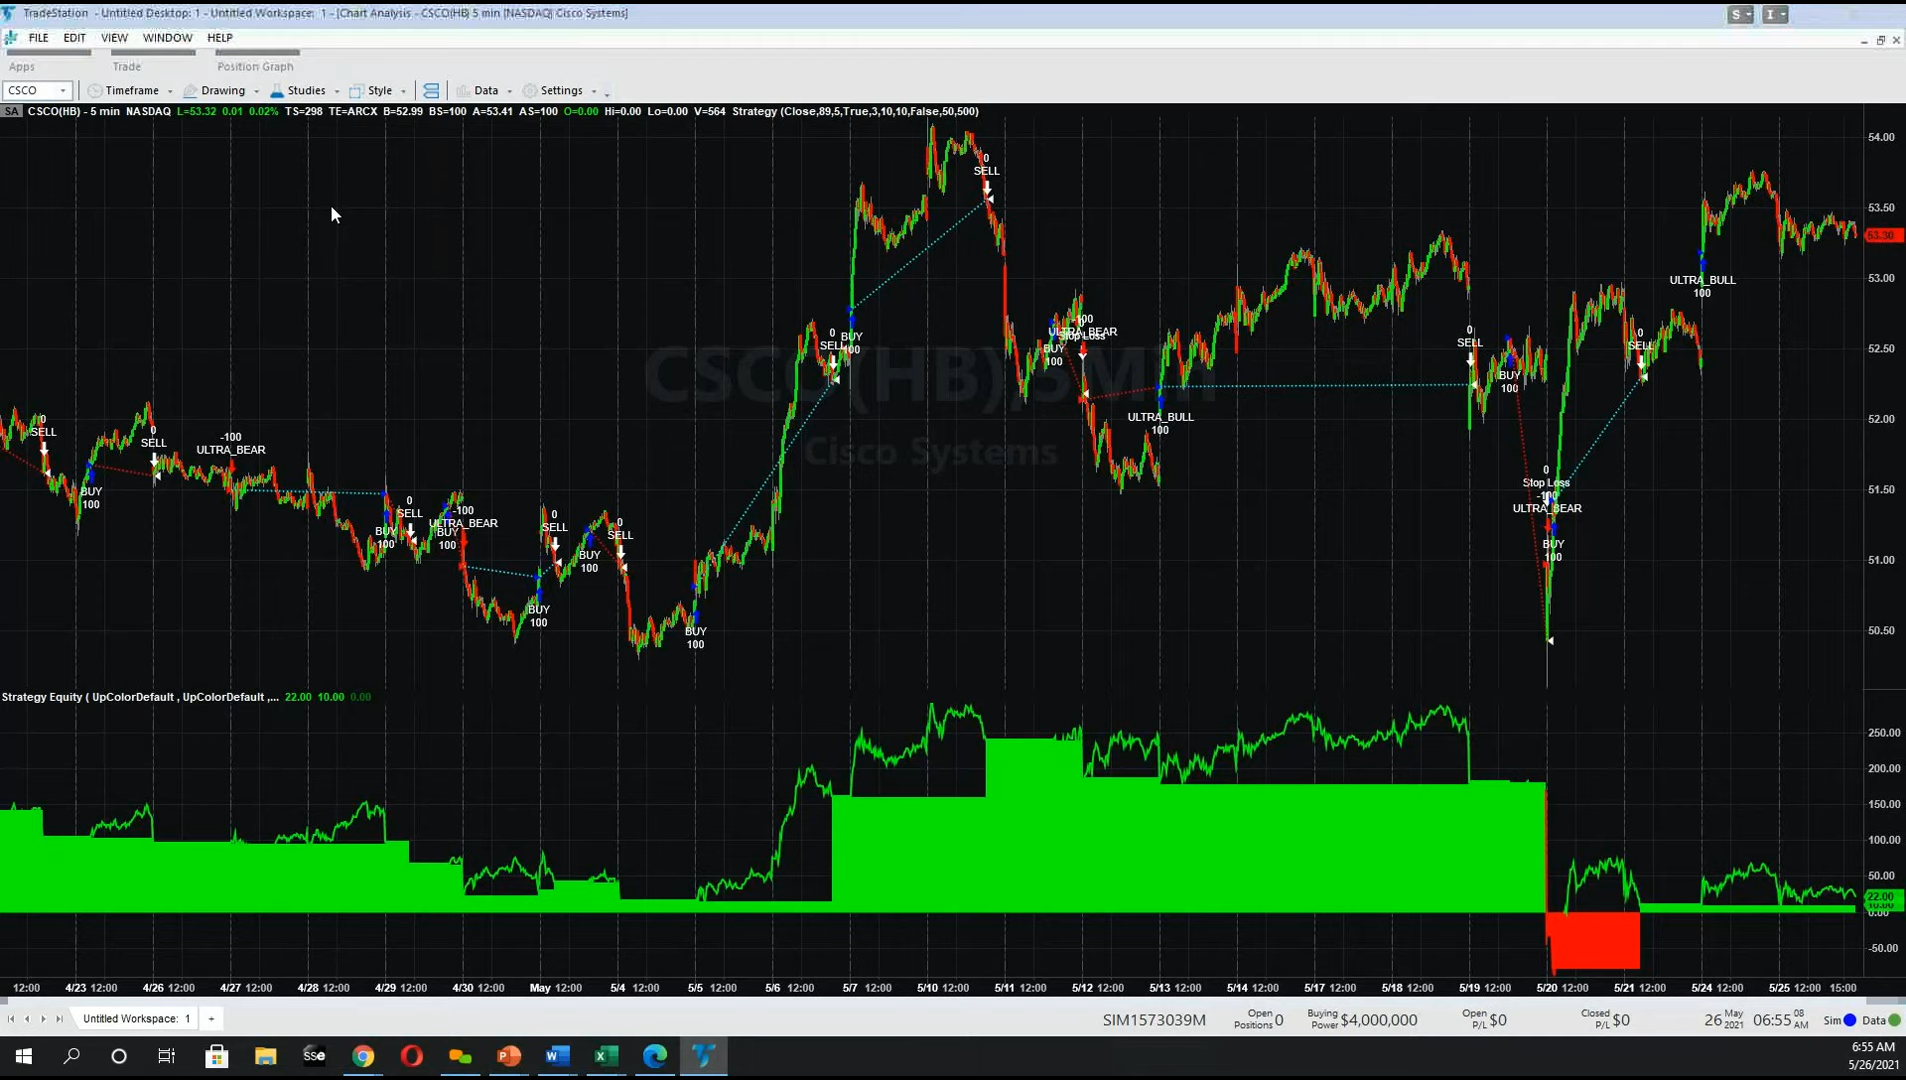 TradeStation - Untitled Desktop: 1 - Untitled Workspace: 1 - [Chart Analysis - CSCO(HB) 5 min [NASDAQ] Cisco Systems]
S
I
FILE EDIT VIEW WINDOW HELP
Apps Trade Position Graph
CSCO Timeframe Drawing Studies Style Data Settings
SA CSCO(HB) - 5 min NASDAQ L=53.32 0.01 0.02% TS=298 TE=ARCX B=52.99 BS=100 A=53.41 AS=100 O=0.00 Hi=0.00 Lo=0.00 V=564 Strategy (Close,89,5,True,3,10,10,False,50,500)
54.00
53.50
53.30
53.00
52.50
52.00
51.50
51.00
50.50
CSCO(HB),5Min
Cisco Systems
0
SELL
BUY
100
0
SELL
-100
ULTRA_BEAR
BUY
100
0
SELL
BUY
100
-100
ULTRA_BEAR
BUY
100
0
SELL
BUY
100
0
SELL
BUY
100
0
SELL
BUY
100
0
SELL
BUY
100
-100
ULTRA_BEAR
Stop Loss
ULTRA_BULL
100
0
SELL
BUY
100
0
Stop Loss
-100
ULTRA_BEAR
BUY
100
0
SELL
ULTRA_BULL
100
Strategy Equity ( UpColorDefault , UpColorDefault ,... 22.00 10.00 0.00
250.00
200.00
150.00
100.00
50.00
22.00
10.00
0.00
-50.00
12:00 4/23 12:00 4/26 12:00 4/27 12:00 4/28 12:00 4/29 12:00 4/30 12:00 May 12:00 5/4 12:00 5/5 12:00 5/6 12:00 5/7 12:00 5/10 12:00 5/11 12:00 5/12 12:00 5/13 12:00 5/14 12:00 5/17 12:00 5/18 12:00 5/19 12:00 5/20 12:00 5/21 12:00 5/24 12:00 5/25 12:00 15:00
Untitled Workspace: 1 +
SIM1573039M
Open Positions 0
Buying Power $4,000,000
Open P/L $0
Closed P/L $0
26 May 2021
06:55 08 AM
Sim
Data
SSE
6:55 AM
5/26/2021